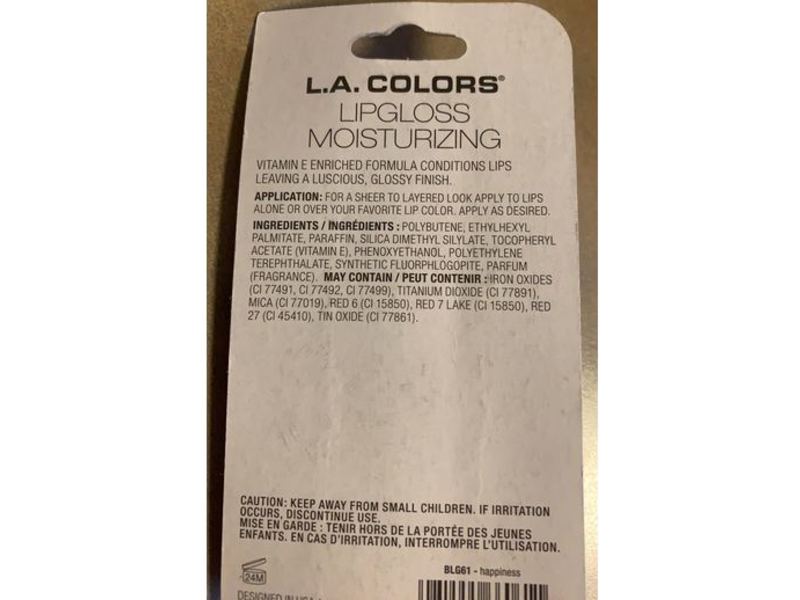 L.A. COLORS®
LIPGLOSS
MOISTURIZING
VITAMIN E ENRICHED FORMULA CONDITIONS LIPS
LEAVING A LUSCIOUS, GLOSSY FINISH.
APPLICATION: FOR A SHEER TO LAYERED LOOK APPLY TO LIPS
ALONE OR OVER YOUR FAVORITE LIP COLOR. APPLY AS DESIRED.
INGREDIENTS / INGRÉDIENTS : POLYBUTENE, ETHYLHEXYL
PALMITATE, PARAFFIN, SILICA DIMETHYL SILYLATE, TOCOPHERYL
ACETATE (VITAMIN E), PHENOXYETHANOL, POLYETHYLENE
TEREPHTHALATE, SYNTHETIC FLUORPHLOGOPITE, PARFUM
(FRAGRANCE). MAY CONTAIN / PEUT CONTENIR : IRON OXIDES
(CI 77491, CI 77492, CI 77499), TITANIUM DIOXIDE (CI 77891),
MICA (CI 77019), RED 6 (CI 15850), RED 7 LAKE (CI 15850), RED
27 (CI 45410), TIN OXIDE (CI 77861).
CAUTION: KEEP AWAY FROM SMALL CHILDREN. IF IRRITATION
OCCURS, DISCONTINUE USE.
MISE EN GARDE : TENIR HORS DE LA PORTÉE DES JEUNES
ENFANTS. EN CAS D'IRRITATION, INTERROMPRE L'UTILISATION.
24M
BLG61 - happiness
DESIGNED IN USA